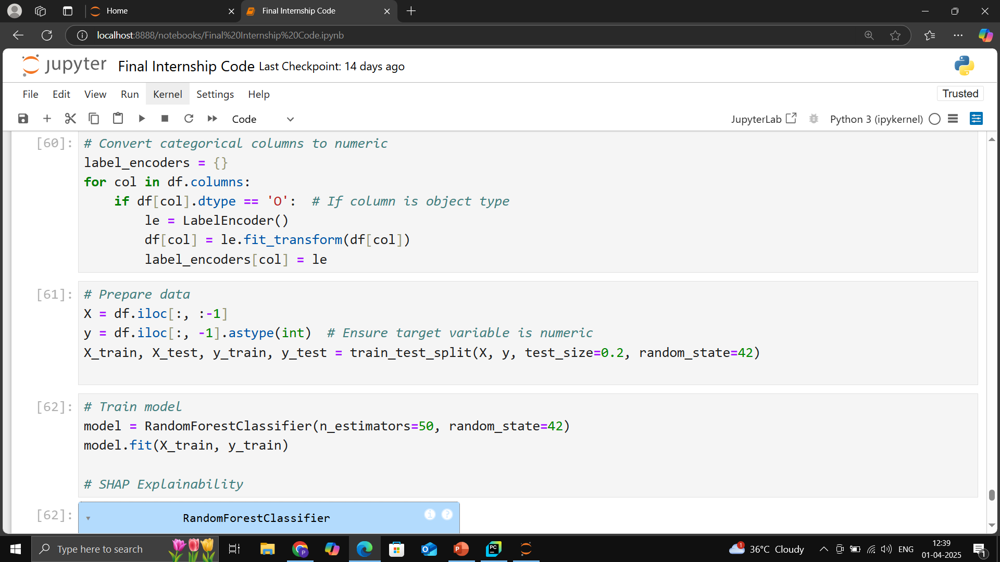 Home
Final Internship Code
localhost:8888/notebooks/Final%20Internship%20Code.ipynb
jupyter Final Internship Code Last Checkpoint: 14 days ago
File Edit View Run Kernel Settings Help
Trusted
Code
JupyterLab
Python 3 (ipykernel)
[60]: # Convert categorical columns to numeric
label_encoders = {}
for col in df.columns:
    if df[col].dtype == 'O':  # If column is object type
        le = LabelEncoder()
        df[col] = le.fit_transform(df[col])
        label_encoders[col] = le
[61]: # Prepare data
X = df.iloc[:, :-1]
y = df.iloc[:, -1].astype(int)  # Ensure target variable is numeric
X_train, X_test, y_train, y_test = train_test_split(X, y, test_size=0.2, random_state=42)
[62]: # Train model
model = RandomForestClassifier(n_estimators=50, random_state=42)
model.fit(X_train, y_train)
# SHAP Explainability
[62]: RandomForestClassifier
Type here to search
P
O
P
PC
1
36°C Cloudy
ENG
12:39
01-04-2025
1